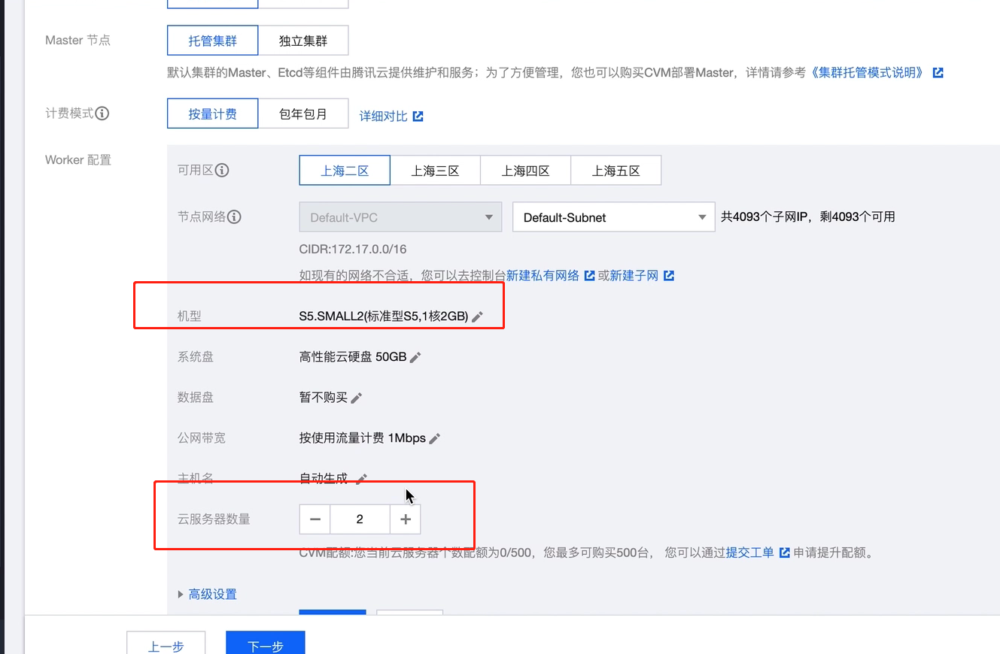 Master 节点 托管集群 独立集群
默认集群的Master、Etcd等组件由腾讯云提供维护和服务；为了方便管理，您也可以购买CVM部署Master，详情请参考《集群托管模式说明》
计费模式 按量计费 包年包月 详细对比
Worker 配置
可用区 上海二区 上海三区 上海四区 上海五区
节点网络 Default-VPC Default-Subnet 共4093个子网IP，剩4093个可用
CIDR:172.17.0.0/16
如现有的网络不合适，您可以去控制台新建私有网络 或新建子网
机型 S5.SMALL2(标准型S5,1核2GB)
系统盘 高性能云硬盘 50GB
数据盘 暂不购买
公网带宽 按使用流量计费 1Mbps
主机名 自动生成
云服务器数量 2
CVM配额:您当前云服务器个数配额为0/500，您最多可购买500台， 您可以通过提交工单 申请提升配额。
高级设置
上一步 下一步